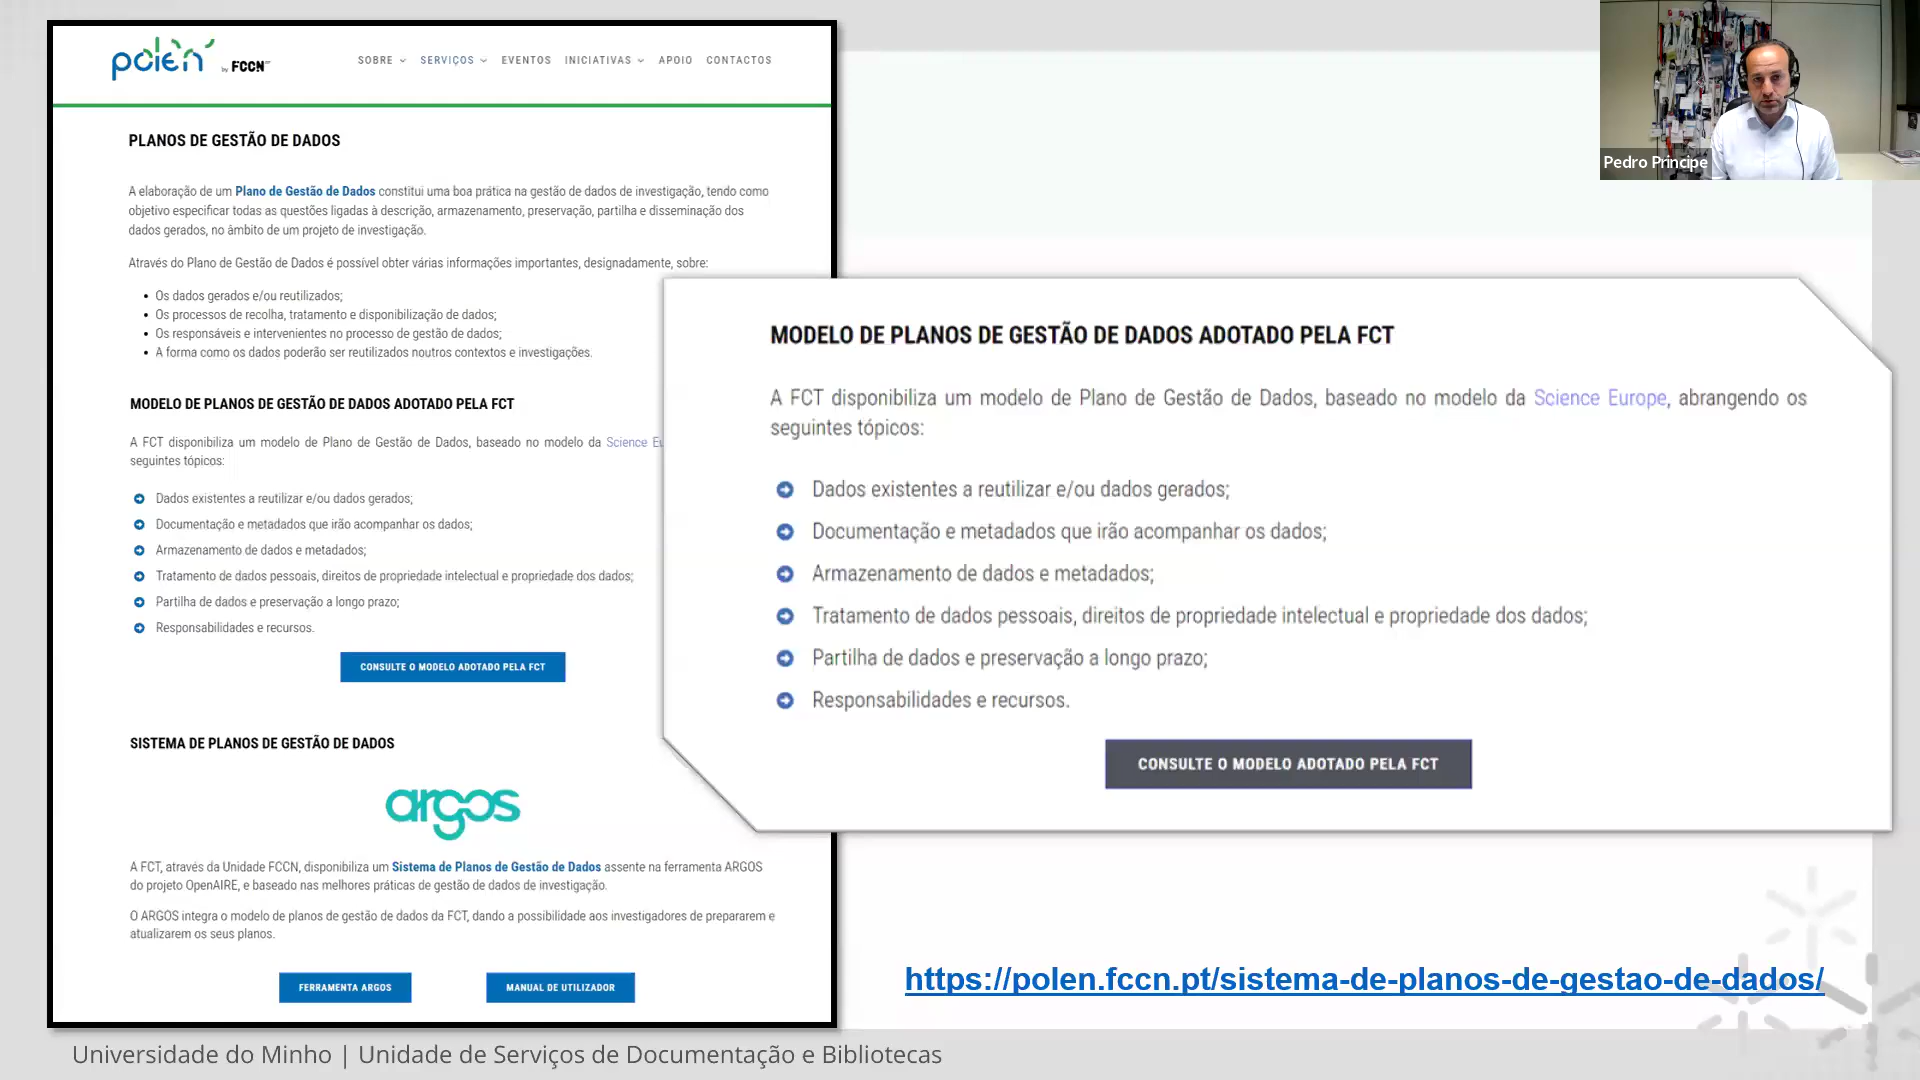 polen by FCCN
SOBRE SERVIÇOS EVENTOS INICIATIVAS APOIO CONTACTOS
PLANOS DE GESTÃO DE DADOS
A elaboração de um Plano de Gestão de Dados constitui uma boa prática na gestão de dados de investigação, tendo como
objetivo especificar todas as questões ligadas à descrição, armazenamento, preservação, partilha e disseminação dos
dados gerados, no âmbito de um projeto de investigação.
Através do Plano de Gestão de Dados é possível obter várias informações importantes, designadamente, sobre:
Os dados gerados e/ou reutilizados;
Os processos de recolha, tratamento e disponibilização de dados;
Os responsáveis e intervenientes no processo de gestão de dados;
A forma como os dados poderão ser reutilizados noutros contextos e investigações.
MODELO DE PLANOS DE GESTÃO DE DADOS ADOTADO PELA FCT
A FCT disponibiliza um modelo de Plano de Gestão de Dados, baseado no modelo da Science Eu
seguintes tópicos:
Dados existentes a reutilizar e/ou dados gerados;
Documentação e metadados que irão acompanhar os dados;
Armazenamento de dados e metadados;
Tratamento de dados pessoais, direitos de propriedade intelectual e propriedade dos dados;
Partilha de dados e preservação a longo prazo;
Responsabilidades e recursos.
CONSULTE O MODELO ADOTADO PELA FCT
SISTEMA DE PLANOS DE GESTÃO DE DADOS
argos
A FCT, através da Unidade FCCN, disponibiliza um Sistema de Planos de Gestão de Dados assente na ferramenta ARGOS
do projeto OpenAIRE, e baseado nas melhores práticas de gestão de dados de investigação.
O ARGOS integra o modelo de planos de gestão de dados da FCT, dando a possibilidade aos investigadores de prepararem e
atualizarem os seus planos.
FERRAMENTA ARGOS MANUAL DE UTILIZADOR
MODELO DE PLANOS DE GESTÃO DE DADOS ADOTADO PELA FCT
A FCT disponibiliza um modelo de Plano de Gestão de Dados, baseado no modelo da Science Europe, abrangendo os
seguintes tópicos:
Dados existentes a reutilizar e/ou dados gerados;
Documentação e metadados que irão acompanhar os dados;
Armazenamento de dados e metadados;
Tratamento de dados pessoais, direitos de propriedade intelectual e propriedade dos dados;
Partilha de dados e preservação a longo prazo;
Responsabilidades e recursos.
CONSULTE O MODELO ADOTADO PELA FCT
https://polen.fccn.pt/sistema-de-planos-de-gestao-de-dados/
Pedro Príncipe
Universidade do Minho | Unidade de Serviços de Documentação e Bibliotecas